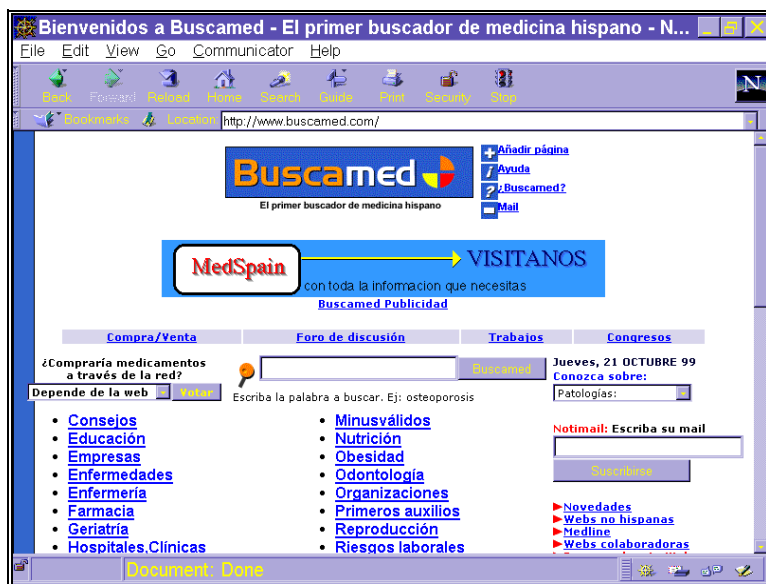 Bienvenidos a Buscamed - El primer buscador de medicina hispano - N...
File Edit View Go Communicator Help
Back Forward Reload Home Search Guide Print Security Stop
N
Bookmarks Location http://www.buscamed.com/
Buscamed
El primer buscador de medicina hispano
Añadir página
Ayuda
¿Buscamed?
Mail
MedSpain VISITANOS
con toda la informacion que necesitas
Buscamed Publicidad
Compra/Venta Foro de discusión Trabajos Congresos
¿Compraría medicamentos
a través de la red?
Depende de la web Votar
Buscamed
Escriba la palabra a buscar. Ej: osteoporosis
Jueves, 21 OCTUBRE 99
Conozca sobre:
Patologías:
Notimail: Escriba su mail
Suscribirse
• Consejos
• Educación
• Empresas
• Enfermedades
• Enfermería
• Farmacia
• Geriatría
• Hospitales,Clínicas
• Minusválidos
• Nutrición
• Obesidad
• Odontología
• Organizaciones
• Primeros auxilios
• Reproducción
• Riesgos laborales
Novedades
Webs no hispanas
Medline
Webs colaboradoras
Document: Done